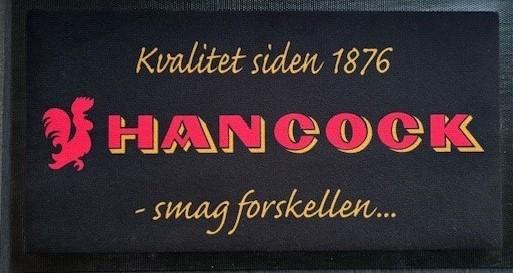 Kvalitet siden 1876
HANCOCK
- smag forskellen...